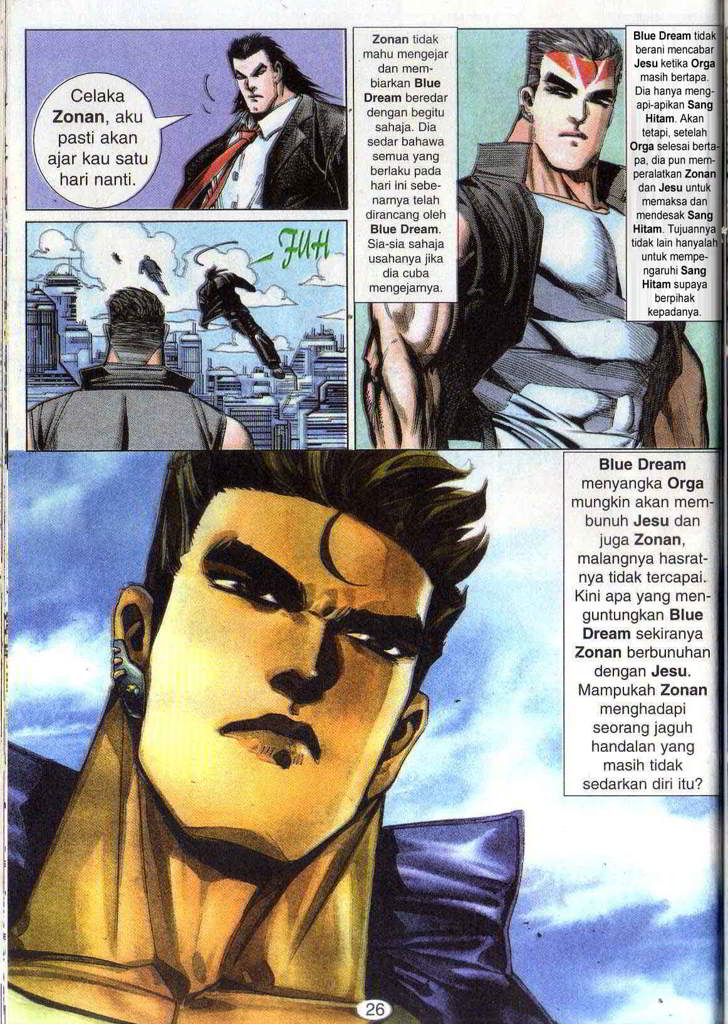 Celaka
Zonan, aku
pasti akan
ajar kau satu
hari nanti.
FUH
Zonan tidak
mahu mengejar
dan mem-
biarkan Blue
Dream beredar
dengan begitu
sahaja. Dia
sedar bahawa
semua yang
berlaku pada
hari ini sebe-
narnya telah
dirancang oleh
Blue Dream.
Sia-sia sahaja
usahanya jika
dia cuba
mengejarnya.
Blue Dream tidak
berani mencabar
Jesu ketika Orga
masih bertapa.
Dia hanya meng-
api-apikan Sang
Hitam. Akan
tetapi, setelah
Orga selesai berta-
pa, dia pun mem-
peralatkan Zonan
dan Jesu untuk
memaksa dan
mendesak Sang
Hitam. Tujuannya
tidak lain hanyalah
untuk mempe-
ngaruhi Sang
Hitam supaya
berpihak
kepadanya.
Blue Dream
menyangka Orga
mungkin akan mem-
bunuh Jesu dan
juga Zonan,
malangnya hasrat-
nya tidak tercapai.
Kini apa yang men-
guntungkan Blue
Dream sekiranya
Zonan berbunuhan
dengan Jesu.
Mampukah Zonan
menghadapi
seorang jaguh
handalan yang
masih tidak
sedarkan diri itu?
26